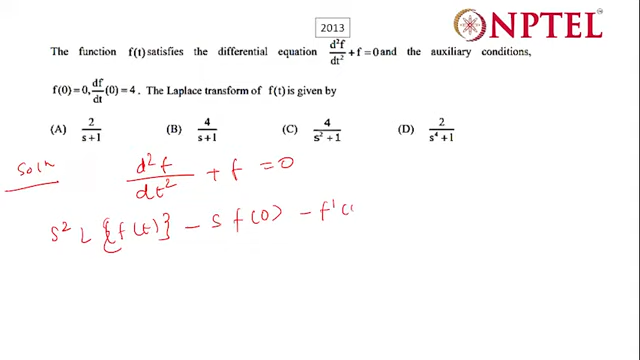 2013
NPTEL
The function f(t) satisfies the differential equation d²f/dt² + f = 0 and the auxiliary conditions,
f(0) = 0, df/dt (0) = 4. The Laplace transform of f(t) is given by
(A) 2/(s+1) (B) 4/(s+1) (C) 4/(s²+1) (D) 2/(s⁴+1)
Soln d²f/dt² + f = 0
s² L {f(t)} - s f(0) - f'(